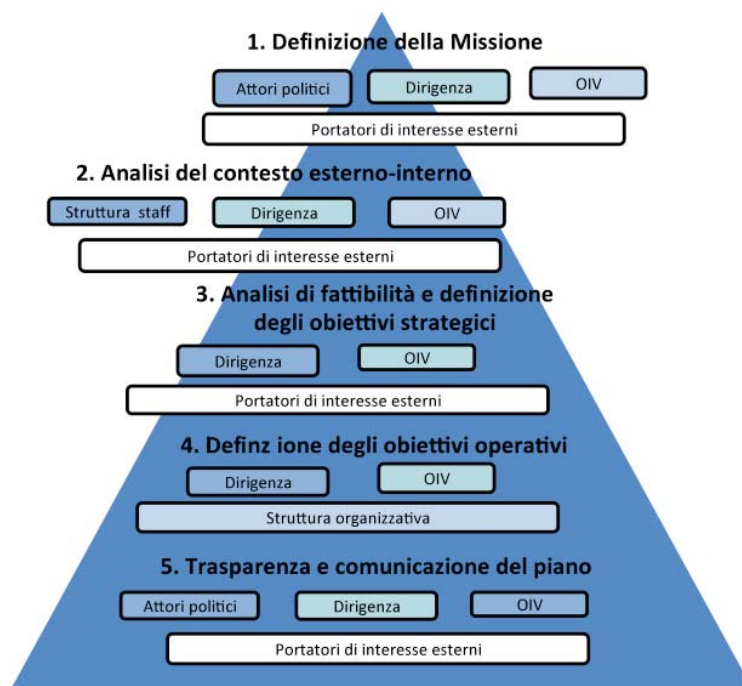 1. Definizione della Missione
Attori politici
Dirigenza
OIV
Portatori di interesse esterni
2. Analisi del contesto esterno-interno
Struttura staff
Dirigenza
OIV
Portatori di interesse esterni
3. Analisi di fattibilità e definizione
degli obiettivi strategici
Dirigenza
OIV
Portatori di interesse esterni
4. Definz ione degli obiettivi operativi
Dirigenza
OIV
Struttura organizzativa
5. Trasparenza e comunicazione del piano
Attori politici
Dirigenza
OIV
Portatori di interesse esterni